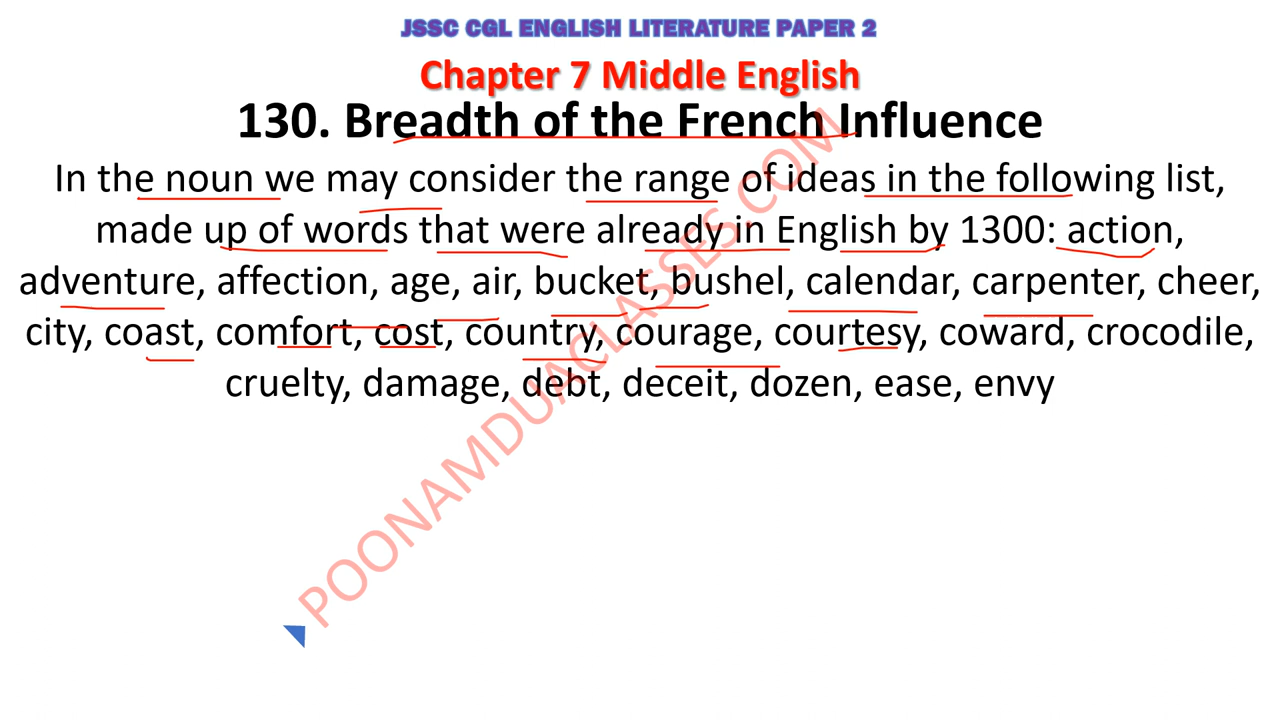 JSSC CGL ENGLISH LITERATURE PAPER 2
Chapter 7 Middle English
130. Breadth of the French Influence
In the noun we may consider the range of ideas in the following list,
made up of words that were already in English by 1300: action,
adventure, affection, age, air, bucket, bushel, calendar, carpenter, cheer,
city, coast, comfort, cost, country, courage, courtesy, coward, crocodile,
cruelty, damage, debt, deceit, dozen, ease, envy
POONAMDUACLASSES.COM